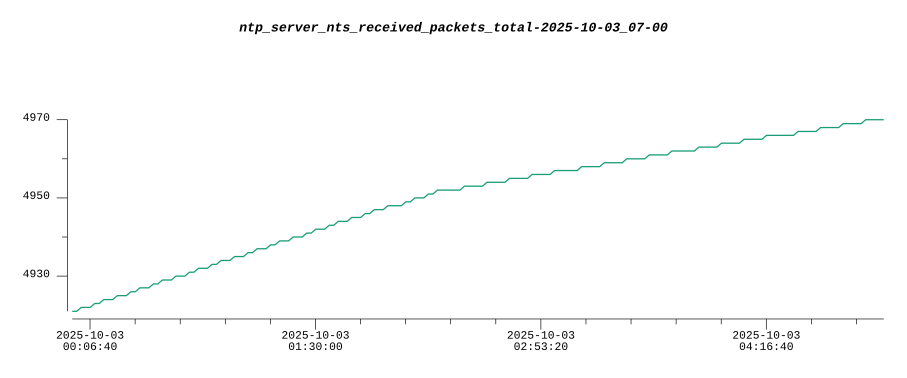 ntp_server_nts_received_packets_total-2025-10-03_07-00
4970
4950
4930
2025-10-03 2025-10-03 2025-10-03 2025-10-03
00:06:40 01:30:00 02:53:20 04:16:40